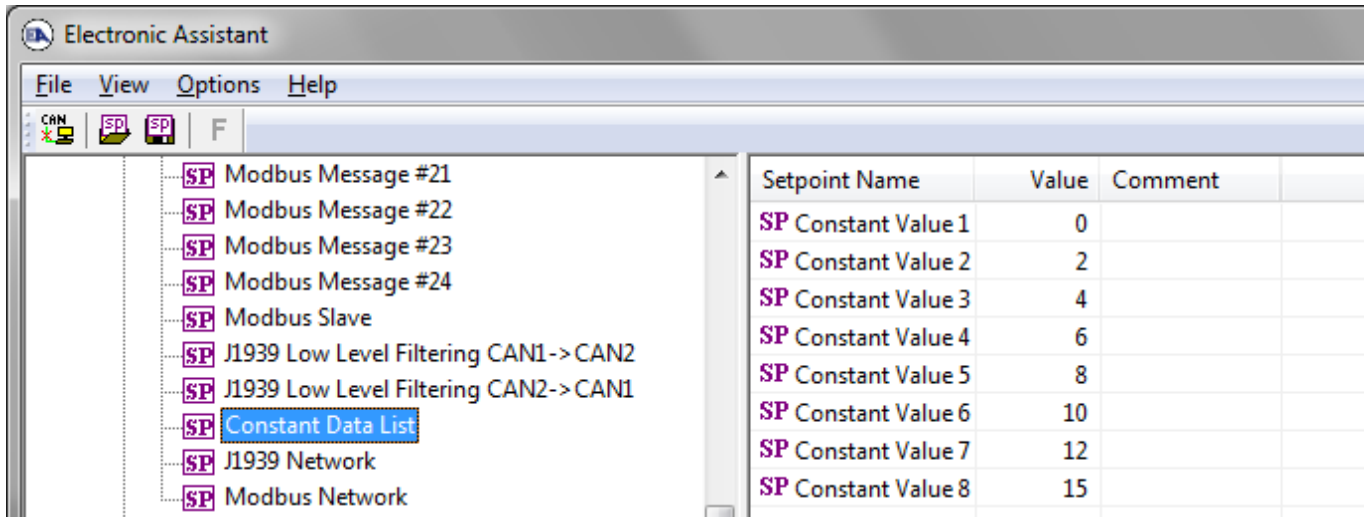 Electronic Assistant
File View Options Help
CAN SP SP F
SP Modbus Message #21
SP Modbus Message #22
SP Modbus Message #23
SP Modbus Message #24
SP Modbus Slave
SP J1939 Low Level Filtering CAN1->CAN2
SP J1939 Low Level Filtering CAN2->CAN1
SP Constant Data List
SP J1939 Network
SP Modbus Network
Setpoint Name Value Comment
SP Constant Value 1 0
SP Constant Value 2 2
SP Constant Value 3 4
SP Constant Value 4 6
SP Constant Value 5 8
SP Constant Value 6 10
SP Constant Value 7 12
SP Constant Value 8 15